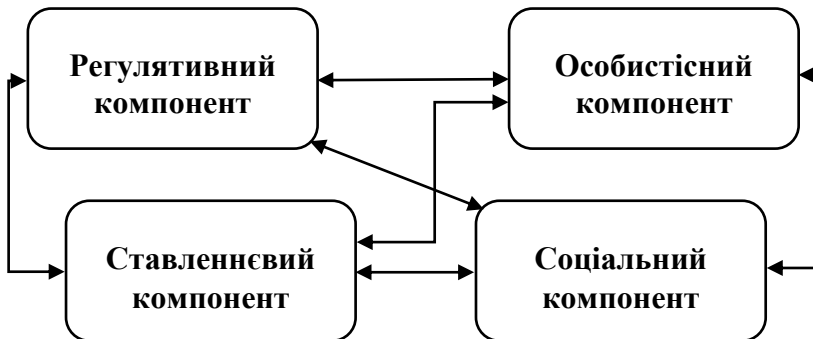 Регулятивний
компонент
Особистісний
компонент
Ставленнєвий
компонент
Соціальний
компонент